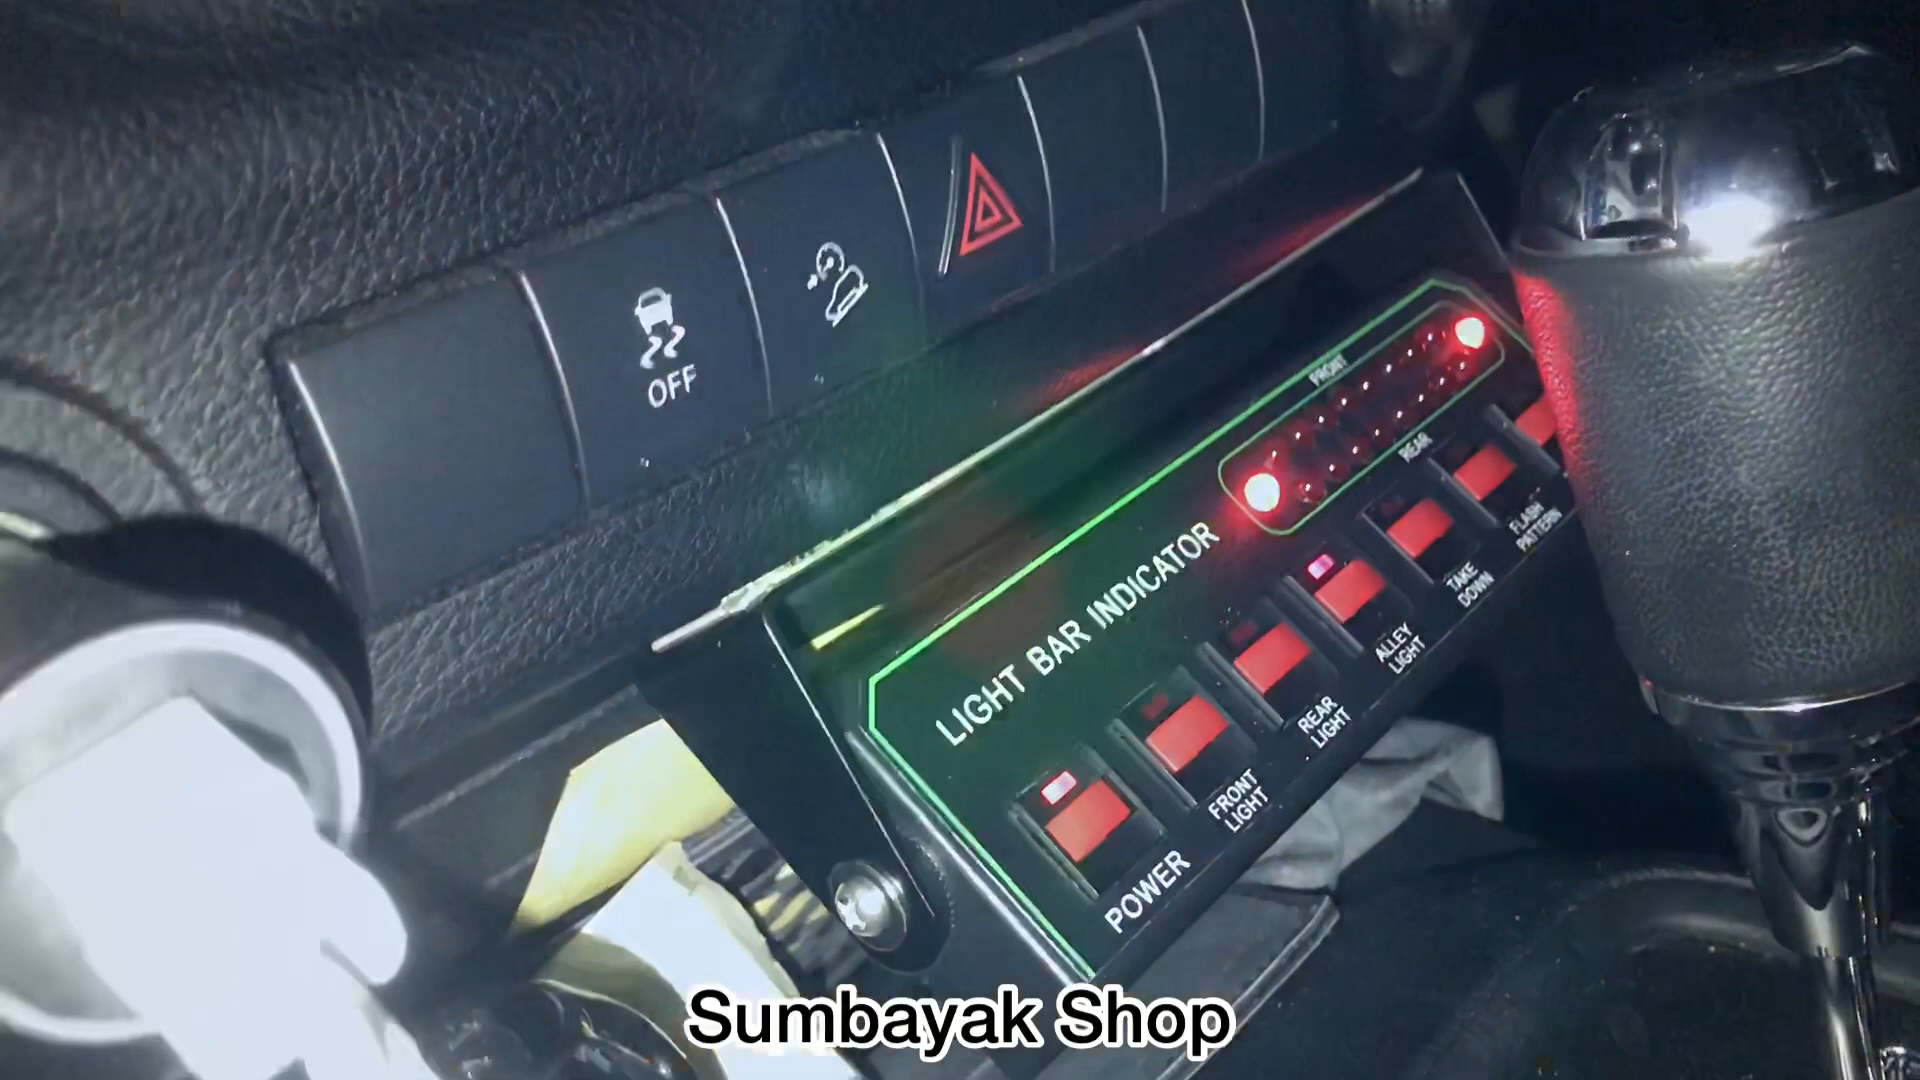 OFF
FRONT
REAR
LIGHT BAR INDICATOR
POWER
FRONT
LIGHT
REAR
LIGHT
ALLEY
LIGHT
TAKE
DOWN
FLASH
PATTERN
Sumbayak Shop